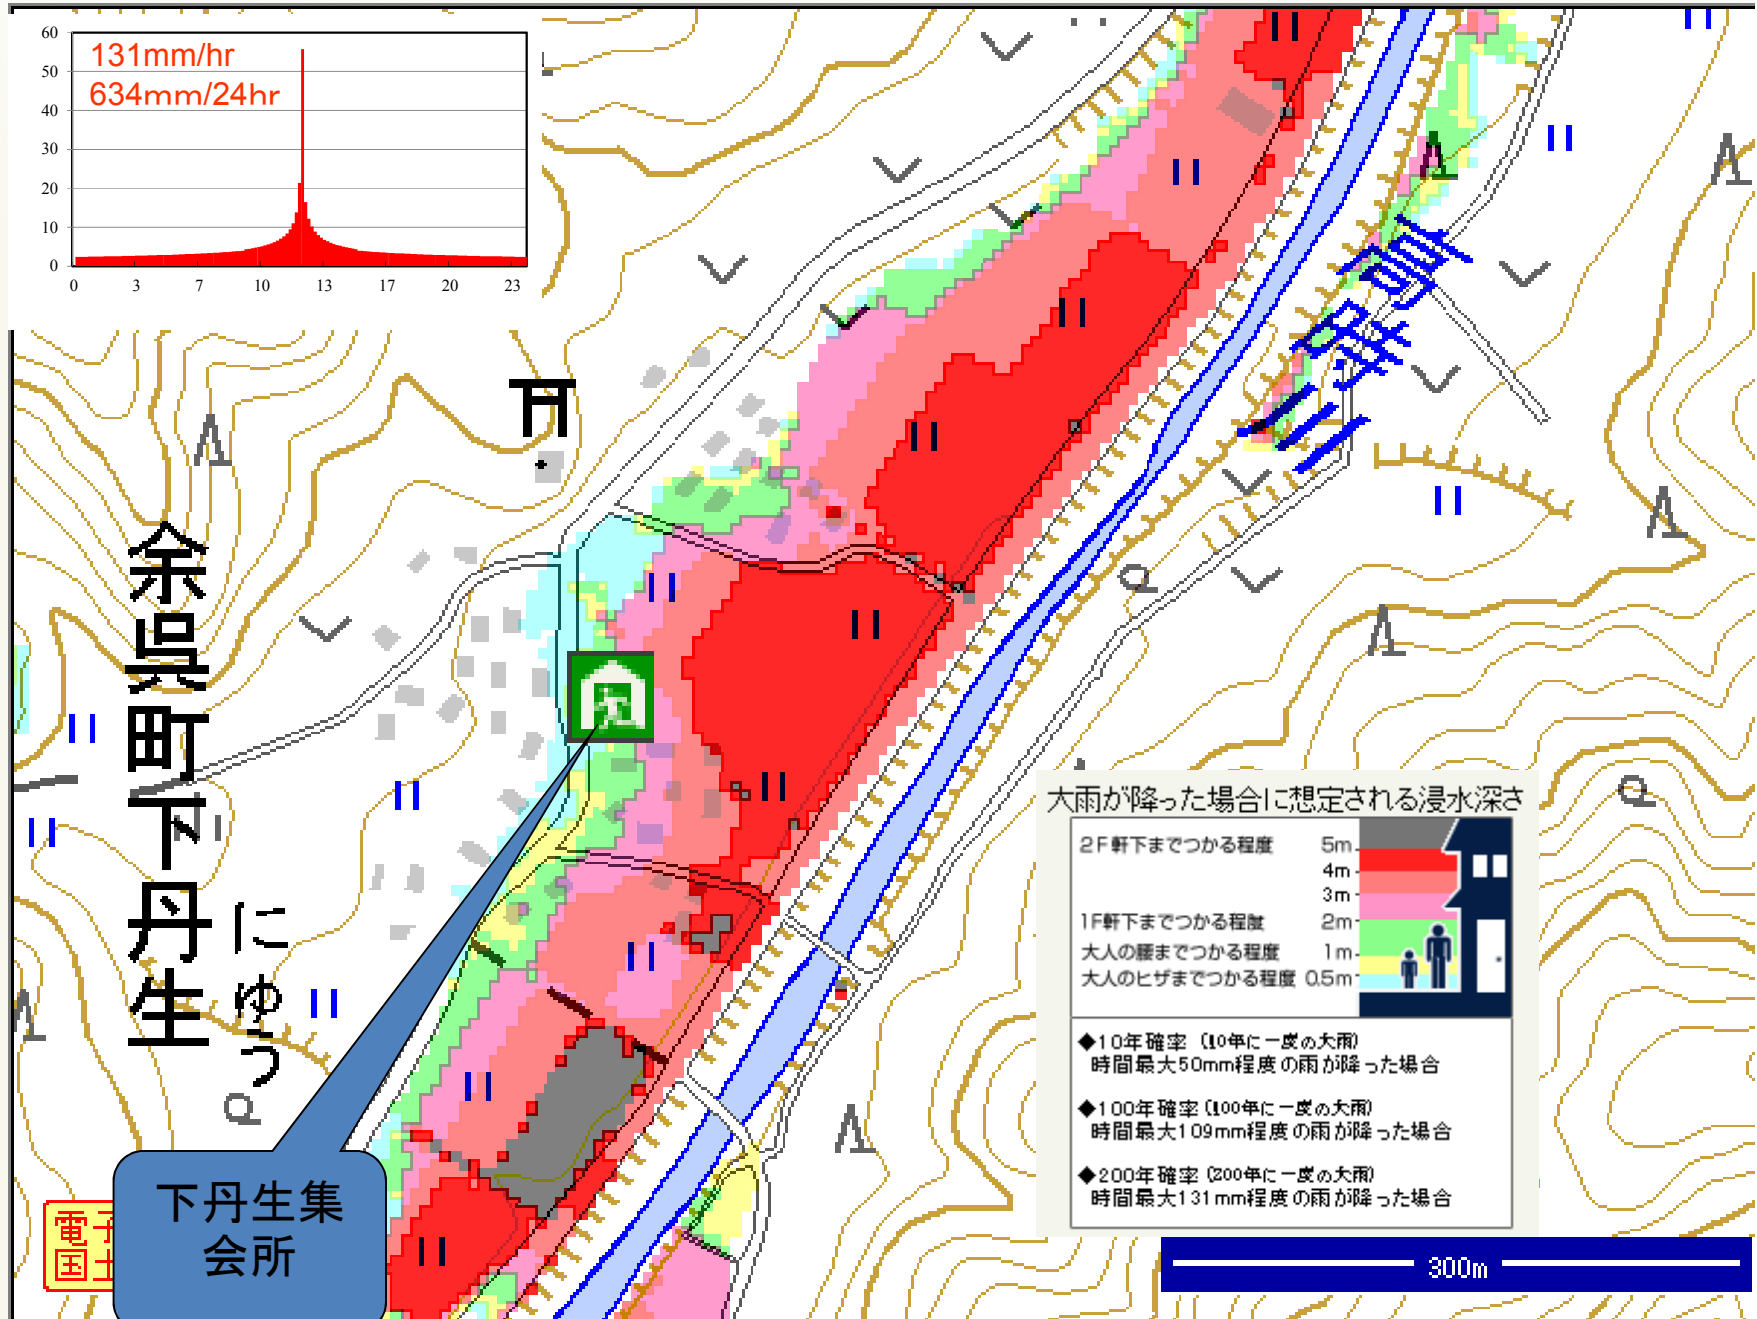 131mm/hr
634mm/24hr
60
50
40
30
20
10
0
0 3 7 10 13 17 20 23
高時川
余呉町下丹生
にゅう
下丹生集
会所
電子
国土
大雨が降った場合に想定される浸水深さ
2F軒下までつかる程度 5m
4m
3m
1F軒下までつかる程度 2m
大人の腰までつかる程度 1m
大人のヒザまでつかる程度 0.5m
◆10年確率（10年に一度の大雨）
時間最大50mm程度の雨が降った場合
◆100年確率（100年に一度の大雨）
時間最大109mm程度の雨が降った場合
◆200年確率（200年に一度の大雨）
時間最大131mm程度の雨が降った場合
300m